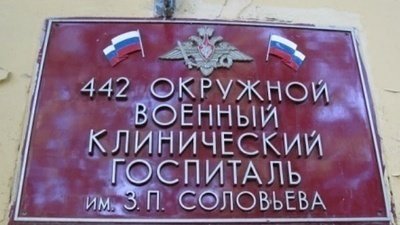 442 ОКРУЖНОЙ
ВОЕННЫЙ
КЛИНИЧЕСКИЙ
ГОСПИТАЛЬ
ИМ. З.П. СОЛОВЬЕВА